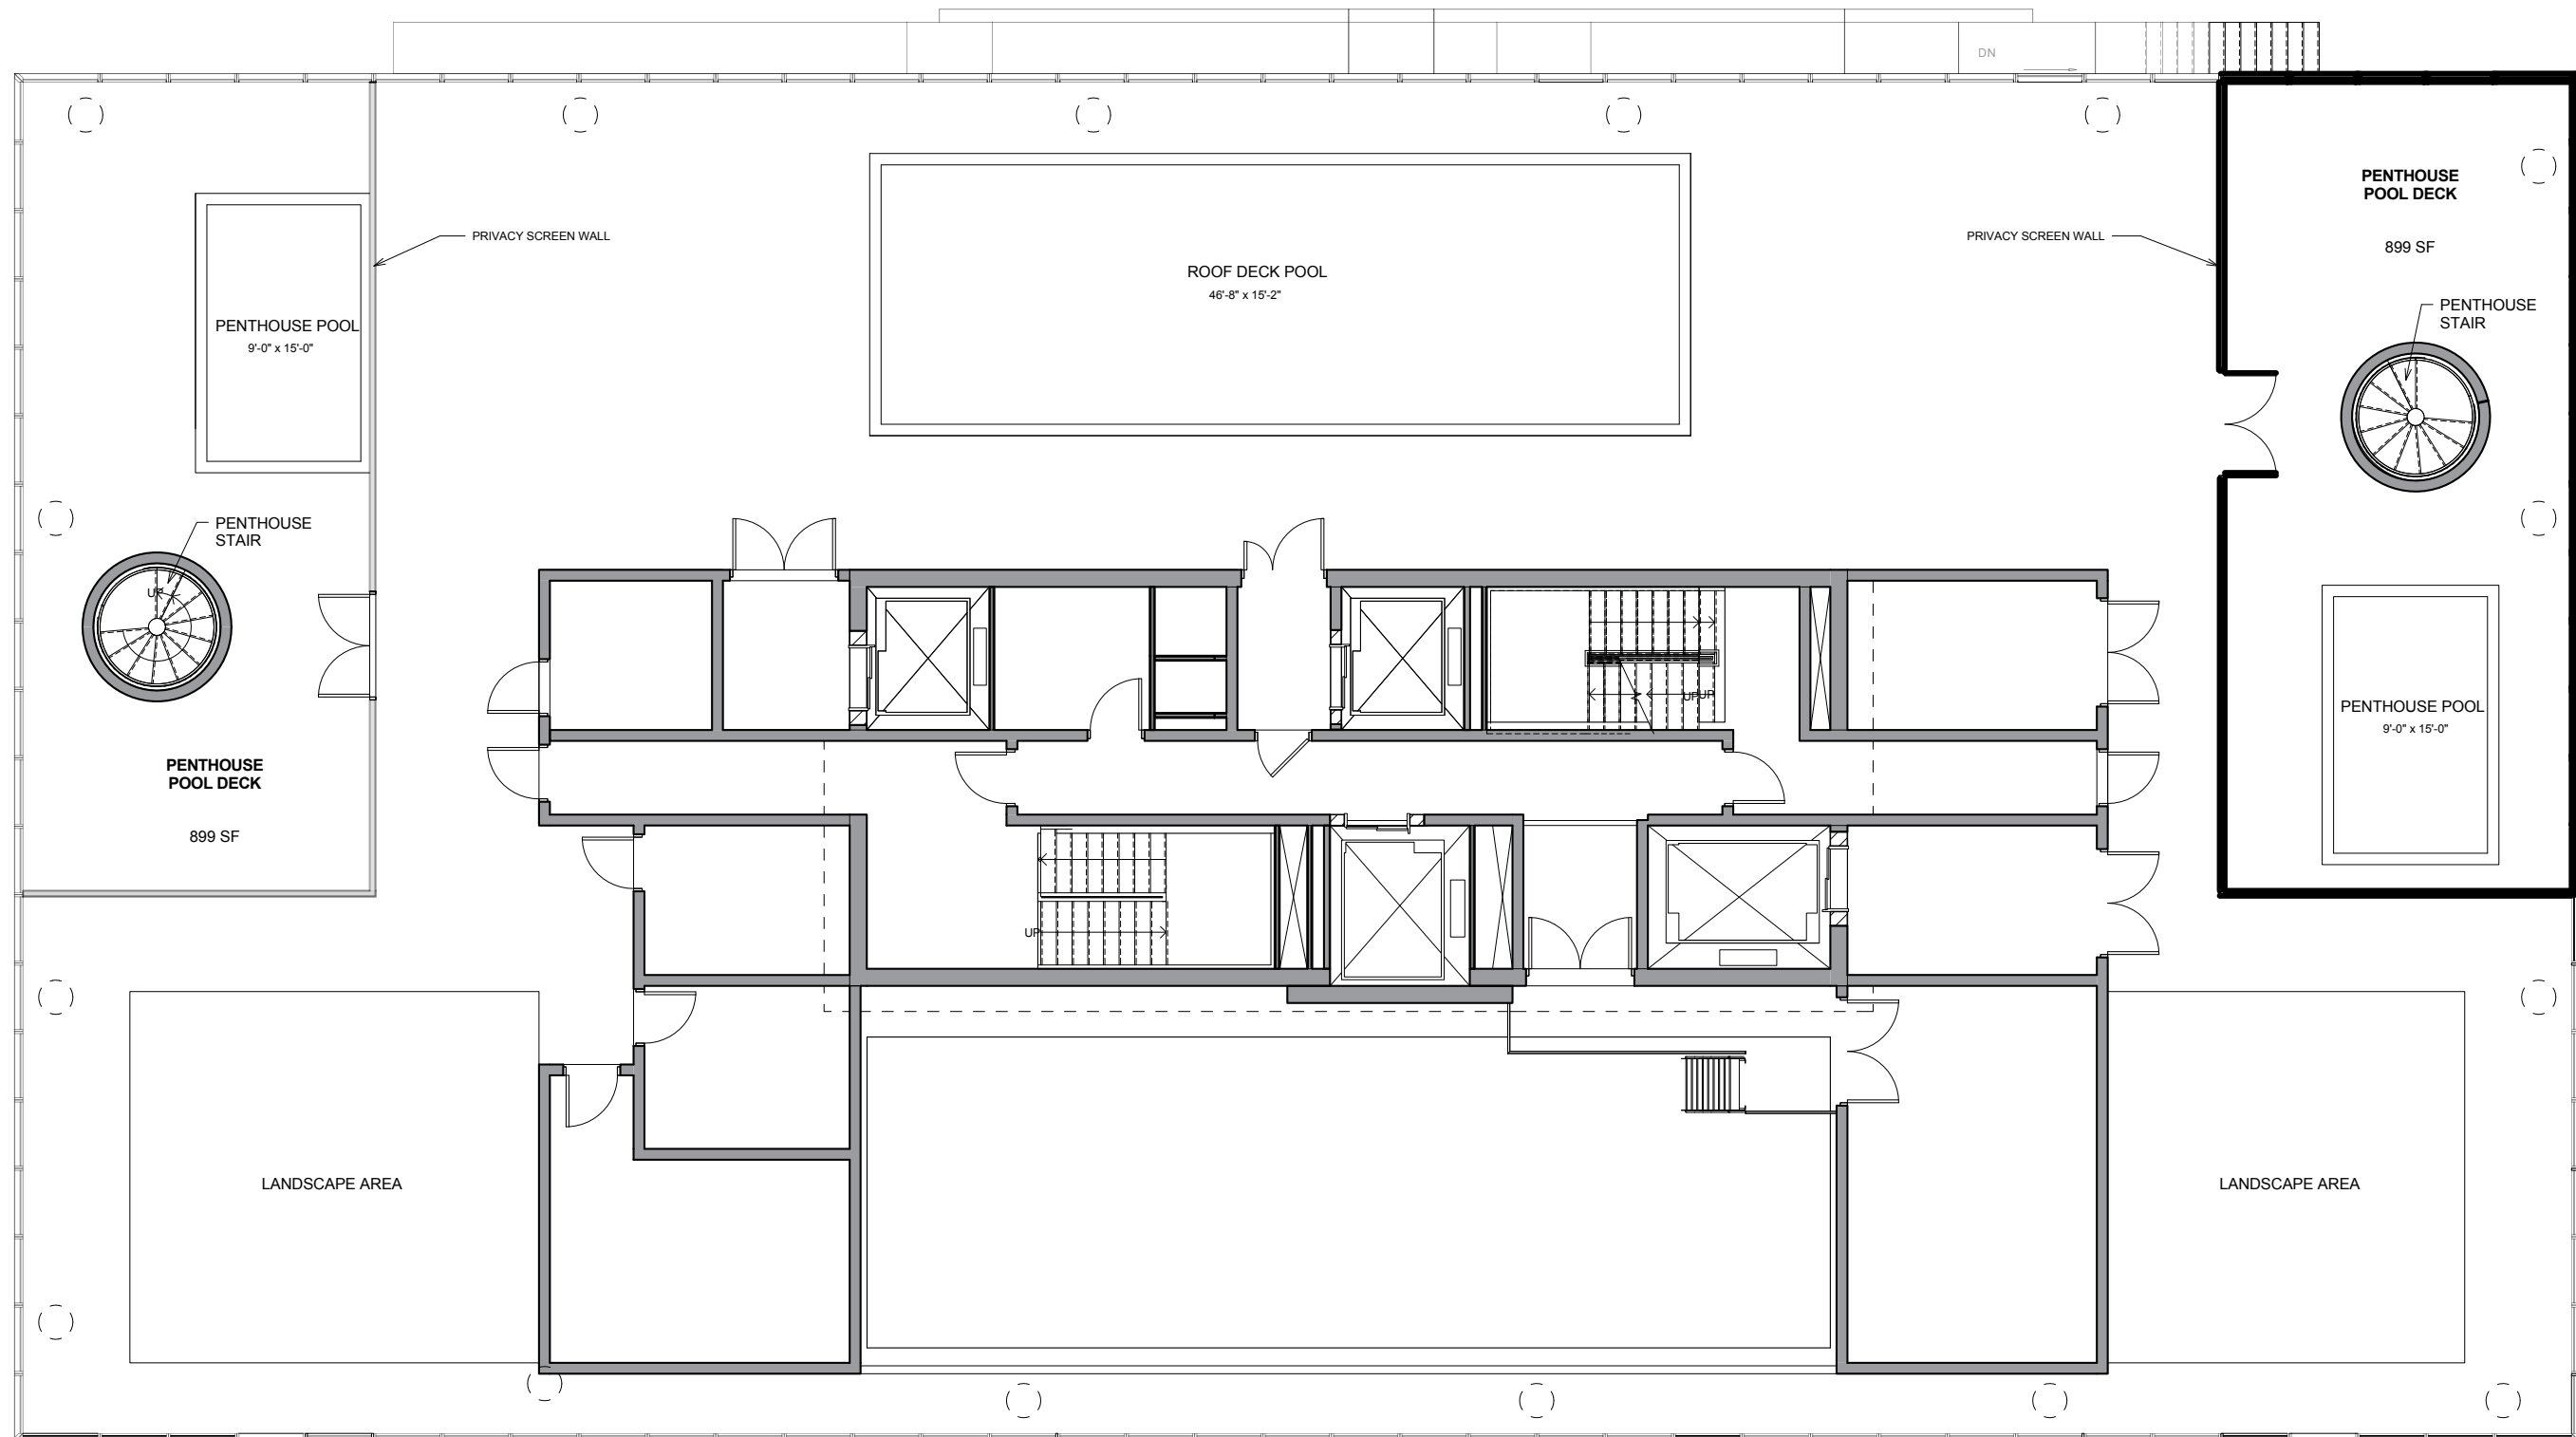 DN
PENTHOUSE
POOL DECK
899 SF
PRIVACY SCREEN WALL
PRIVACY SCREEN WALL
ROOF DECK POOL
46'-8" x 15'-2"
PENTHOUSE
STAIR
PENTHOUSE POOL
9'-0" x 15'-0"
PENTHOUSE
STAIR
UP
UP
UP
PENTHOUSE POOL
9'-0" x 15'-0"
PENTHOUSE
POOL DECK
899 SF
UP
LANDSCAPE AREA
LANDSCAPE AREA